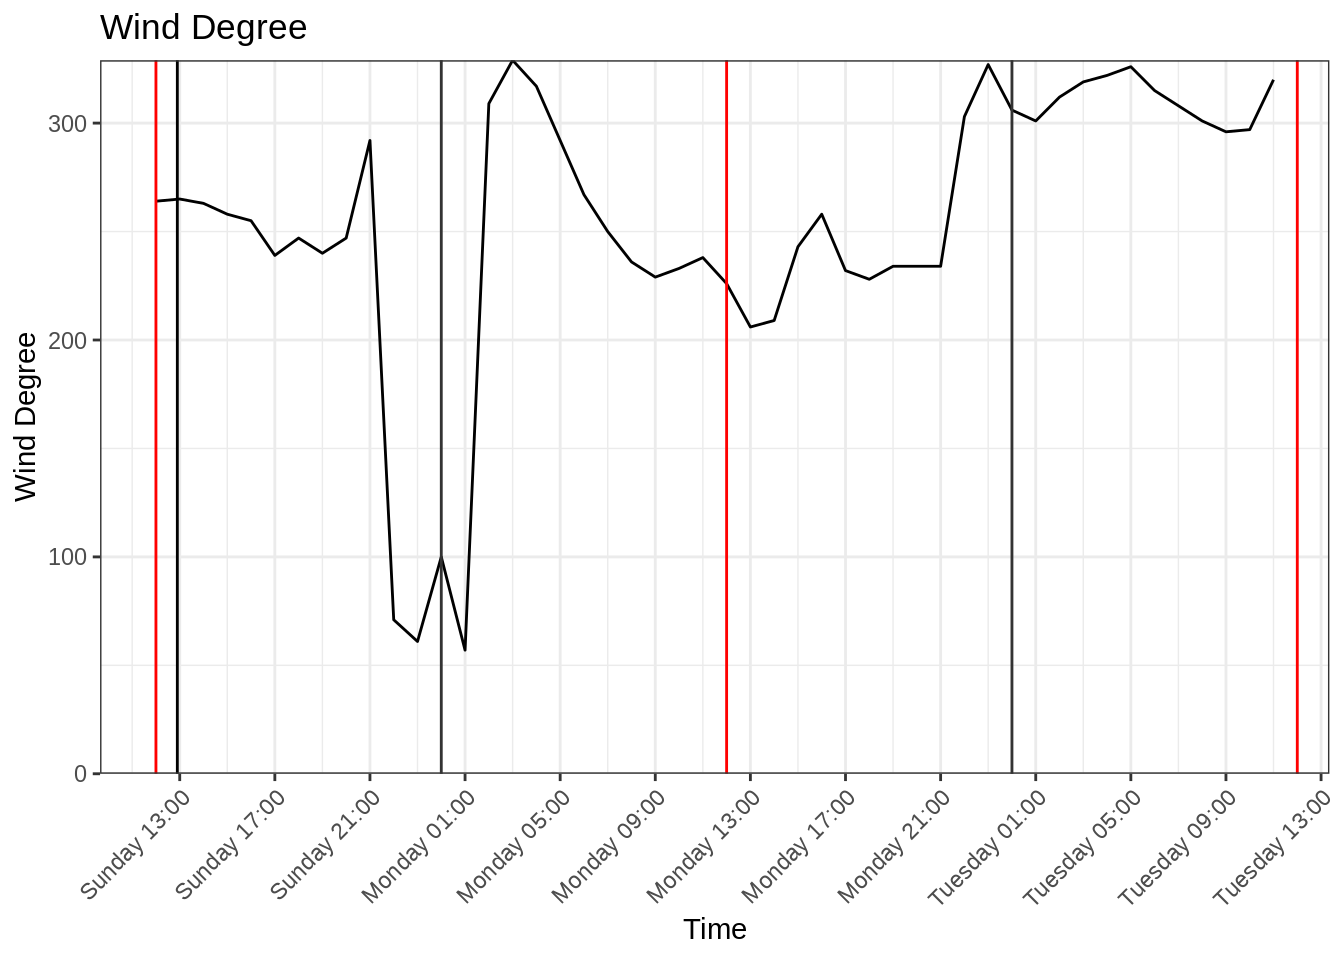 Wind Degree
Wind Degree
300
200
100
0
Sunday 13:00
Sunday 17:00
Sunday 21:00
Monday 01:00
Monday 05:00
Monday 09:00
Monday 13:00
Monday 17:00
Monday 21:00
Tuesday 01:00
Tuesday 05:00
Tuesday 09:00
Tuesday 13:00
Time